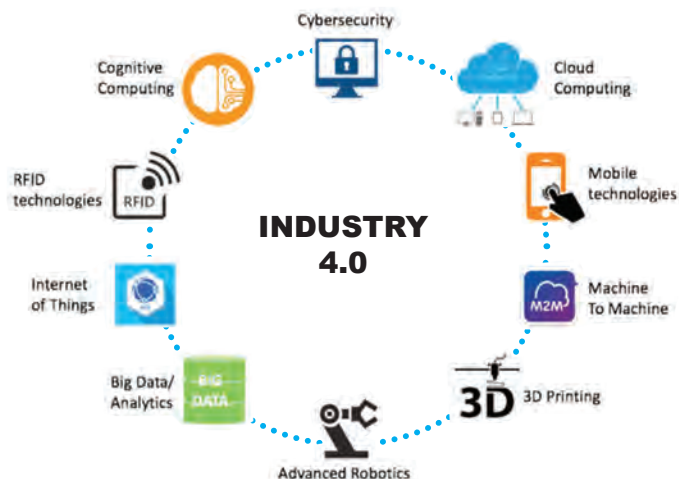 Cybersecurity
Cloud
Computing
Mobile
technologies
Machine
To Machine
M2M
3D Printing
3D
Advanced Robotics
Big Data/
Analytics
BIG
DATA
Internet
of Things
RFID
technologies
RFID
Cognitive
Computing
INDUSTRY
4.0